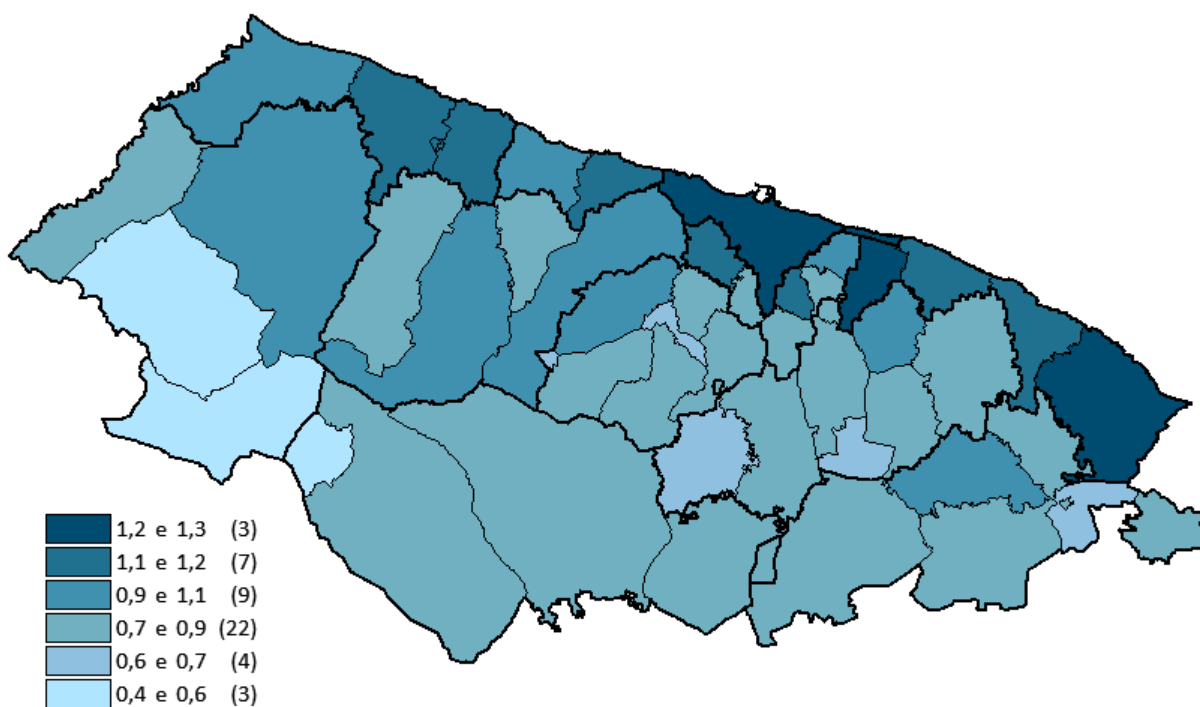 1,2 e 1,3 (3)
1,1 e 1,2 (7)
0,9 e 1,1 (9)
0,7 e 0,9 (22)
0,6 e 0,7 (4)
0,4 e 0,6 (3)